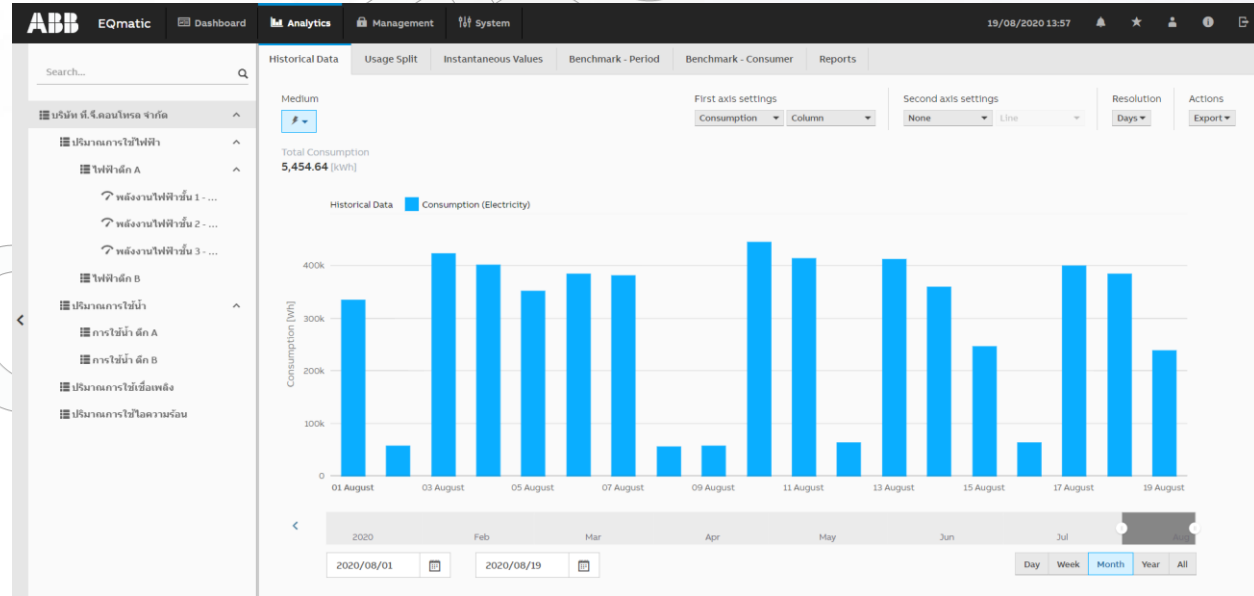 ABB EQmatic Dashboard Analytics Management System 19/08/2020 13:57
Search...
บริษัท ที.จี.คอนโทรล จำกัด
ปริมาณการใช้ไฟฟ้า
ไฟฟ้าตึก A
พลังงานไฟฟ้าชั้น 1 - ...
พลังงานไฟฟ้าชั้น 2 - ...
พลังงานไฟฟ้าชั้น 3 - ...
ไฟฟ้าตึก B
ปริมาณการใช้น้ำ
การใช้น้ำ ตึก A
การใช้น้ำ ตึก B
ปริมาณการใช้เชื่อเพลิง
ปริมาณการใช้ไอความร้อน
Historical Data Usage Split Instantaneous Values Benchmark - Period Benchmark - Consumer Reports
Medium First axis settings Second axis settings Resolution Actions
Consumption Column None Line Days Export
Total Consumption
5,454.64 [kWh]
Historical Data Consumption (Electricity)
Consumption [Wh]
400k
300k
200k
100k
0
01 August 03 August 05 August 07 August 09 August 11 August 13 August 15 August 17 August 19 August
2020 Feb Mar Apr May Jun Jul Aug
2020/08/01 2020/08/19 Day Week Month Year All